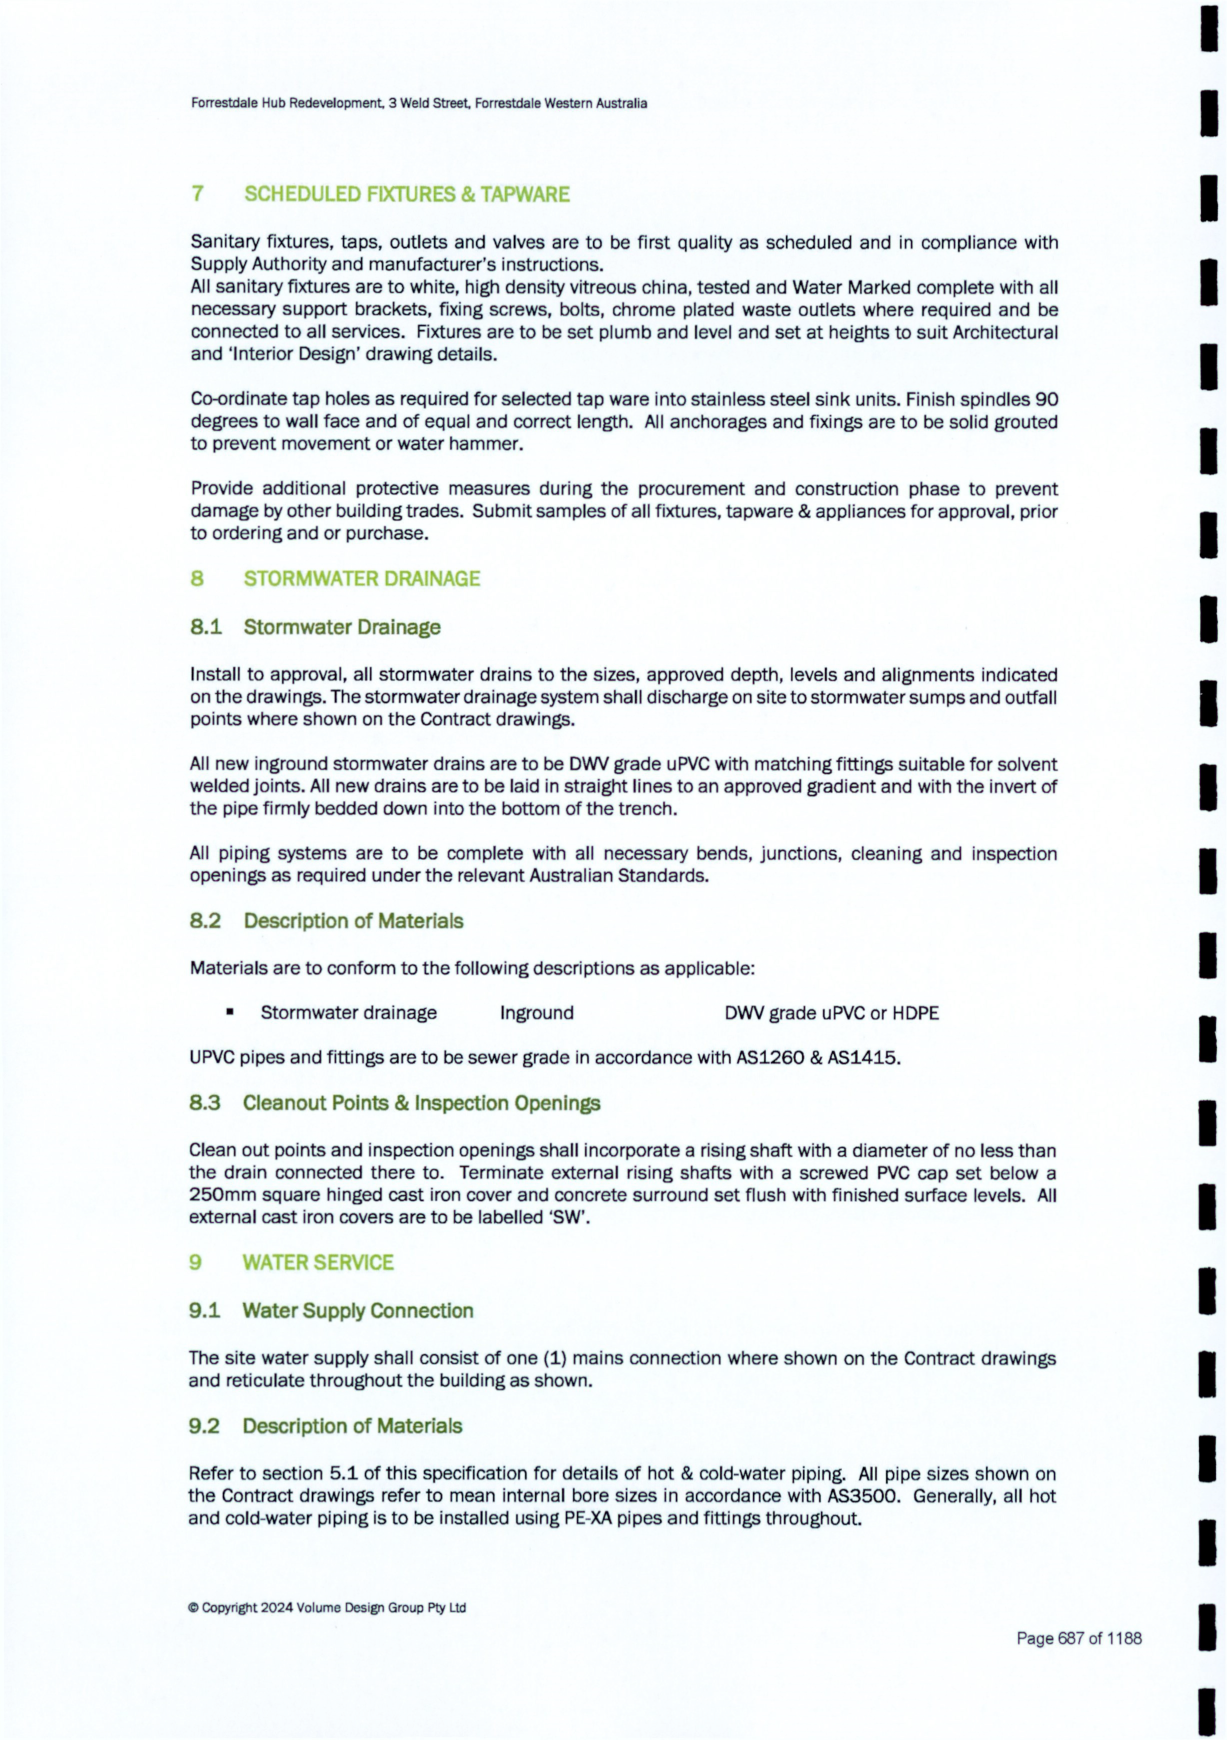 Forrestdale Hub Redevelopment, 3 Weld Street, Forrestdale Western Australia
7 SCHEDULED FIXTURES & TAPWARE
Sanitary fixtures, taps, outlets and valves are to be first quality as scheduled and in compliance with
Supply Authority and manufacturer's instructions.
All sanitary fixtures are to white, high density vitreous china, tested and Water Marked complete with all
necessary support brackets, fixing screws, bolts, chrome plated waste outlets where required and be
connected to all services. Fixtures are to be set plumb and level and set at heights to suit Architectural
and 'Interior Design' drawing details.
Co-ordinate tap holes as required for selected tap ware into stainless steel sink units. Finish spindles 90
degrees to wall face and of equal and correct length. All anchorages and fixings are to be solid grouted
to prevent movement or water hammer.
Provide additional protective measures during the procurement and construction phase to prevent
damage by other building trades. Submit samples of all fixtures, tapware & appliances for approval, prior
to ordering and or purchase.
8 STORMWATER DRAINAGE
8.1 Stormwater Drainage
Install to approval, all stormwater drains to the sizes, approved depth, levels and alignments indicated
on the drawings. The stormwater drainage system shall discharge on site to stormwater sumps and outfall
points where shown on the Contract drawings.
All new inground stormwater drains are to be DWV grade uPVC with matching fittings suitable for solvent
welded joints. All new drains are to be laid in straight lines to an approved gradient and with the invert of
the pipe firmly bedded down into the bottom of the trench.
All piping systems are to be complete with all necessary bends, junctions, cleaning and inspection
openings as required under the relevant Australian Standards.
8.2 Description of Materials
Materials are to conform to the following descriptions as applicable:
▪ Stormwater drainage Inground DWV grade uPVC or HDPE
UPVC pipes and fittings are to be sewer grade in accordance with AS1260 & AS1415.
8.3 Cleanout Points & Inspection Openings
Clean out points and inspection openings shall incorporate a rising shaft with a diameter of no less than
the drain connected there to. Terminate external rising shafts with a screwed PVC cap set below a
250mm square hinged cast iron cover and concrete surround set flush with finished surface levels. All
external cast iron covers are to be labelled 'SW'.
9 WATER SERVICE
9.1 Water Supply Connection
The site water supply shall consist of one (1) mains connection where shown on the Contract drawings
and reticulate throughout the building as shown.
9.2 Description of Materials
Refer to section 5.1 of this specification for details of hot & cold-water piping. All pipe sizes shown on
the Contract drawings refer to mean internal bore sizes in accordance with AS3500. Generally, all hot
and cold-water piping is to be installed using PE-XA pipes and fittings throughout.
© Copyright 2024 Volume Design Group Pty Ltd
Page 687 of 1188